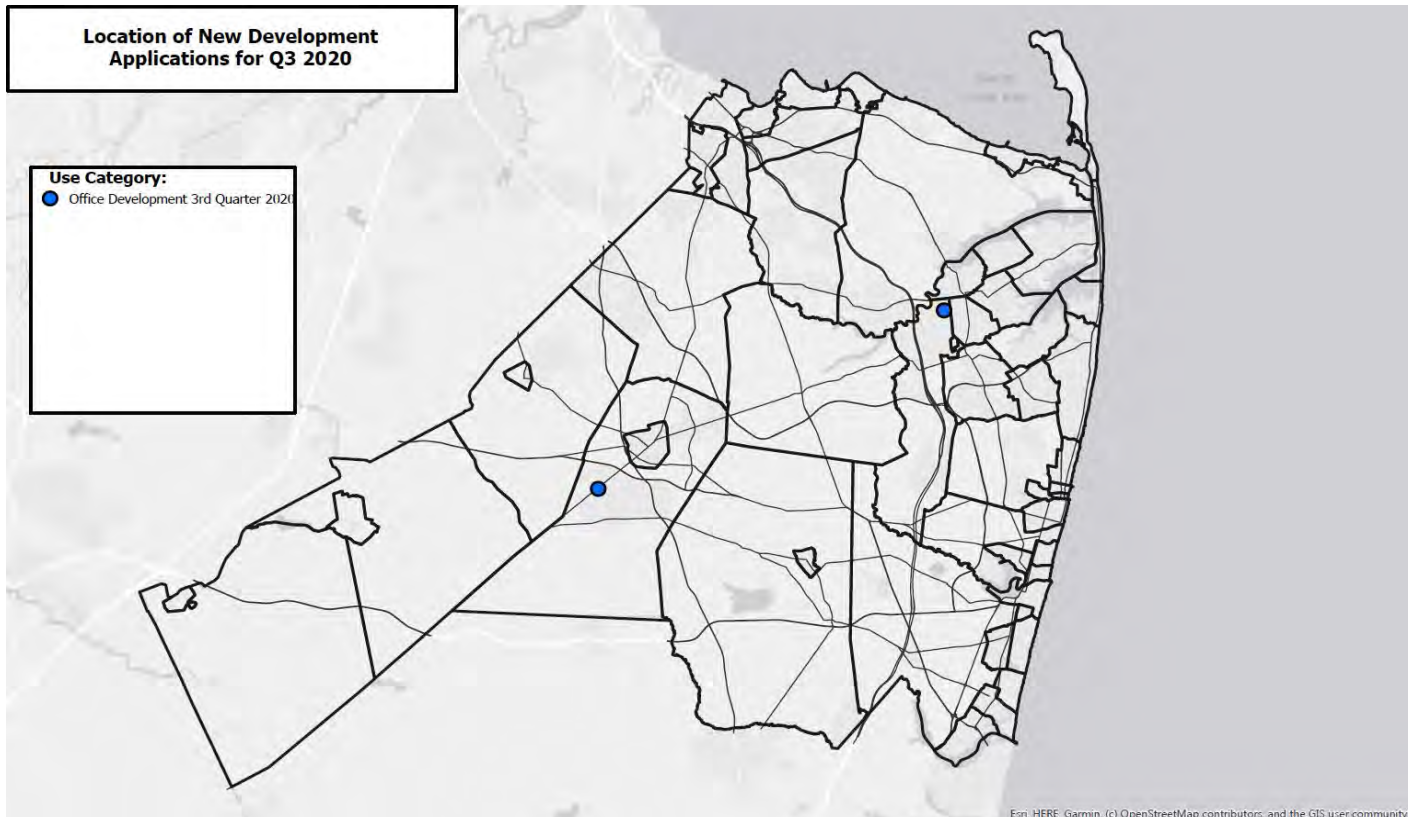 Location of New Development
Applications for Q3 2020
Use Category:
Office Development 3rd Quarter 2020
Esri, HERE, Garmin, (c) OpenStreetMap contributors, and the GIS user community